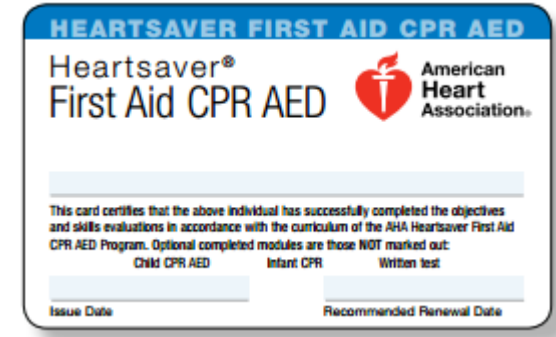 HEARTSAVER FIRST AID CPR AED
Heartsaver®
First Aid CPR AED
American
Heart
Association®
This card certifies that the above individual has successfully completed the objectives
and skills evaluations in accordance with the curriculum of the AHA Heartsaver First Aid
CPR AED Program. Optional completed modules are those NOT marked out:
Child CPR AED Infant CPR Written test
Issue Date Recommended Renewal Date